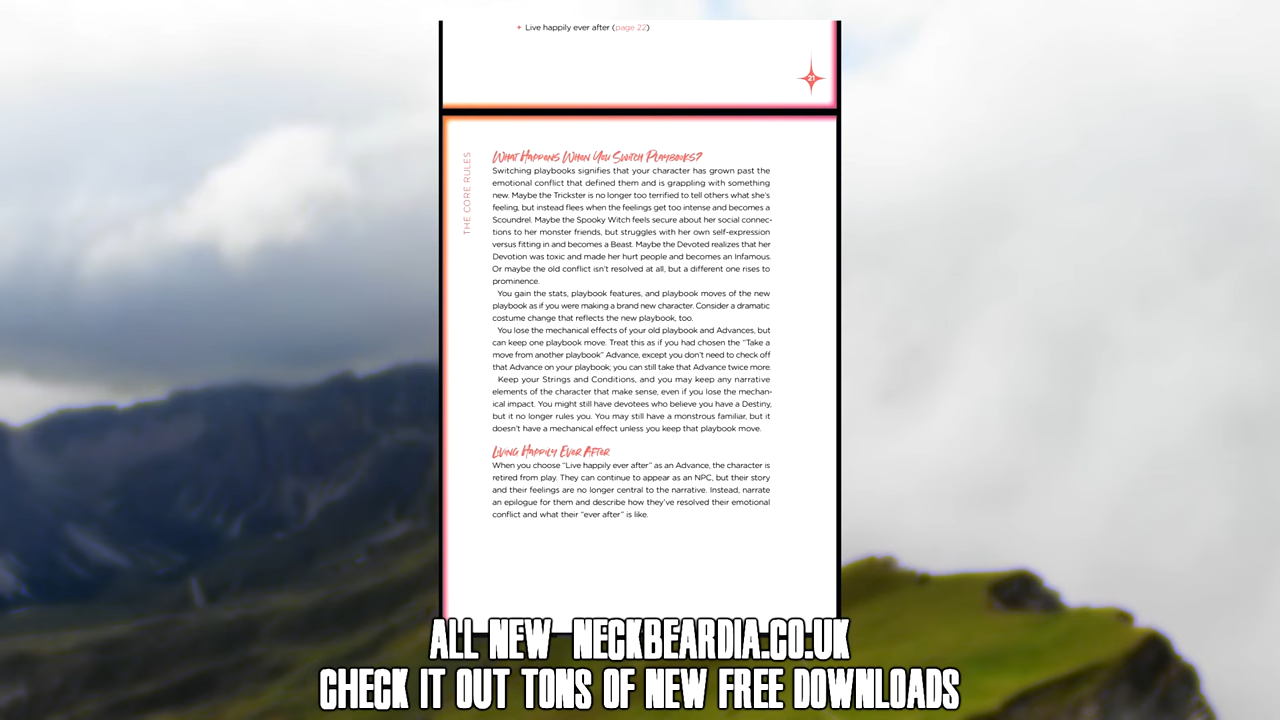 + Live happily ever after (page 22)
21
THE CORE RULES
What Happens When You Switch Playbooks?
Switching playbooks signifies that your character has grown past the
emotional conflict that defined them and is grappling with something
new. Maybe the Trickster is no longer too terrified to tell others what she's
feeling, but instead flees when the feelings get too intense and becomes a
Scoundrel. Maybe the Spooky Witch feels secure about her social connec-
tions to her monster friends, but struggles with her own self-expression
versus fitting in and becomes a Beast. Maybe the Devoted realizes that her
Devotion was toxic and made her hurt people and becomes an Infamous.
Or maybe the old conflict isn't resolved at all, but a different one rises to
prominence.
You gain the stats, playbook features, and playbook moves of the new
playbook as if you were making a brand new character. Consider a dramatic
costume change that reflects the new playbook, too.
You lose the mechanical effects of your old playbook and Advances, but
can keep one playbook move. Treat this as if you had chosen the "Take a
move from another playbook" Advance, except you don't need to check off
that Advance on your playbook; you can still take that Advance twice more.
Keep your Strings and Conditions, and you may keep any narrative
elements of the character that make sense, even if you lose the mechan-
ical impact. You might still have devotees who believe you have a Destiny,
but it no longer rules you. You may still have a monstrous familiar, but it
doesn't have a mechanical effect unless you keep that playbook move.
Living Happily Ever After
When you choose "Live happily ever after" as an Advance, the character is
retired from play. They can continue to appear as an NPC, but their story
and their feelings are no longer central to the narrative. Instead, narrate
an epilogue for them and describe how they've resolved their emotional
conflict and what their "ever after" is like.
ALL NEW NECKBEARDIA.CO.UK
CHECK IT OUT TONS OF NEW FREE DOWNLOADS